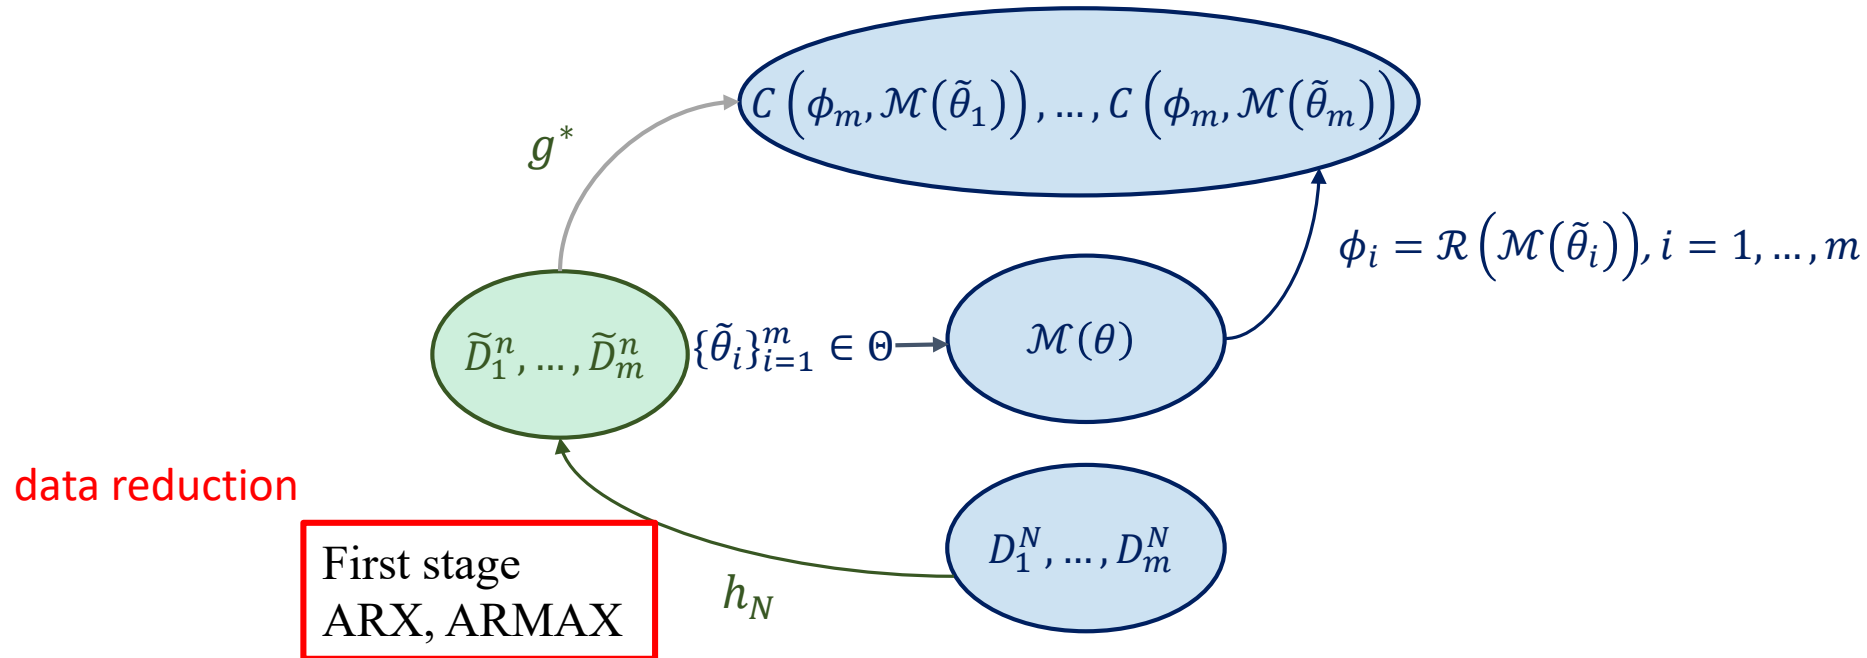 C(ϕ_m, ℳ(θ̃_1)), …, C(ϕ_m, ℳ(θ̃_m))
g*
ϕ_i = ℛ(ℳ(θ̃_i)), i = 1, …, m
D̃_1^n, …, D̃_m^n
{θ̃_i}_{i=1}^m ∈ Θ
ℳ(θ)
data reduction
First stage
ARX, ARMAX
h_N
D_1^N, …, D_m^N